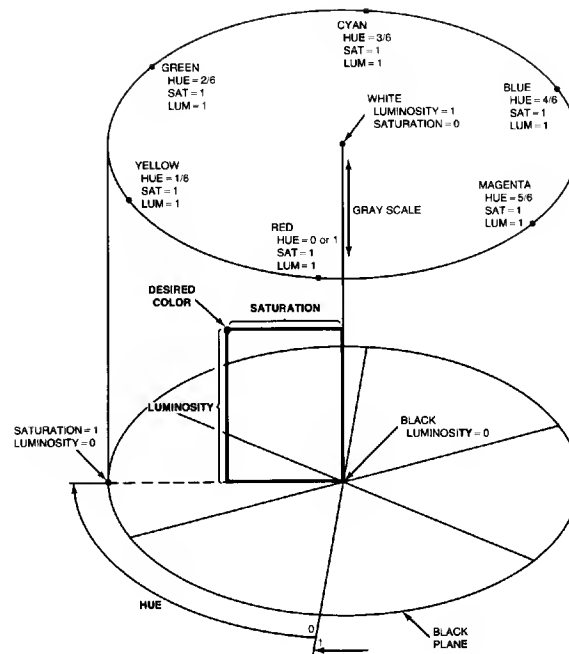 CYAN
HUE = 3/6
SAT = 1
LUM = 1
GREEN
HUE = 2/6
SAT = 1
LUM = 1
BLUE
HUE = 4/6
SAT = 1
LUM = 1
WHITE
LUMINOSITY = 1
SATURATION = 0
YELLOW
HUE = 1/6
SAT = 1
LUM = 1
MAGENTA
HUE = 5/6
SAT = 1
LUM = 1
GRAY SCALE
RED
HUE = 0 or 1
SAT = 1
LUM = 1
DESIRED
COLOR
SATURATION
LUMINOSITY
SATURATION = 1
LUMINOSITY = 0
BLACK
LUMINOSITY = 0
HUE
0
1
BLACK
PLANE